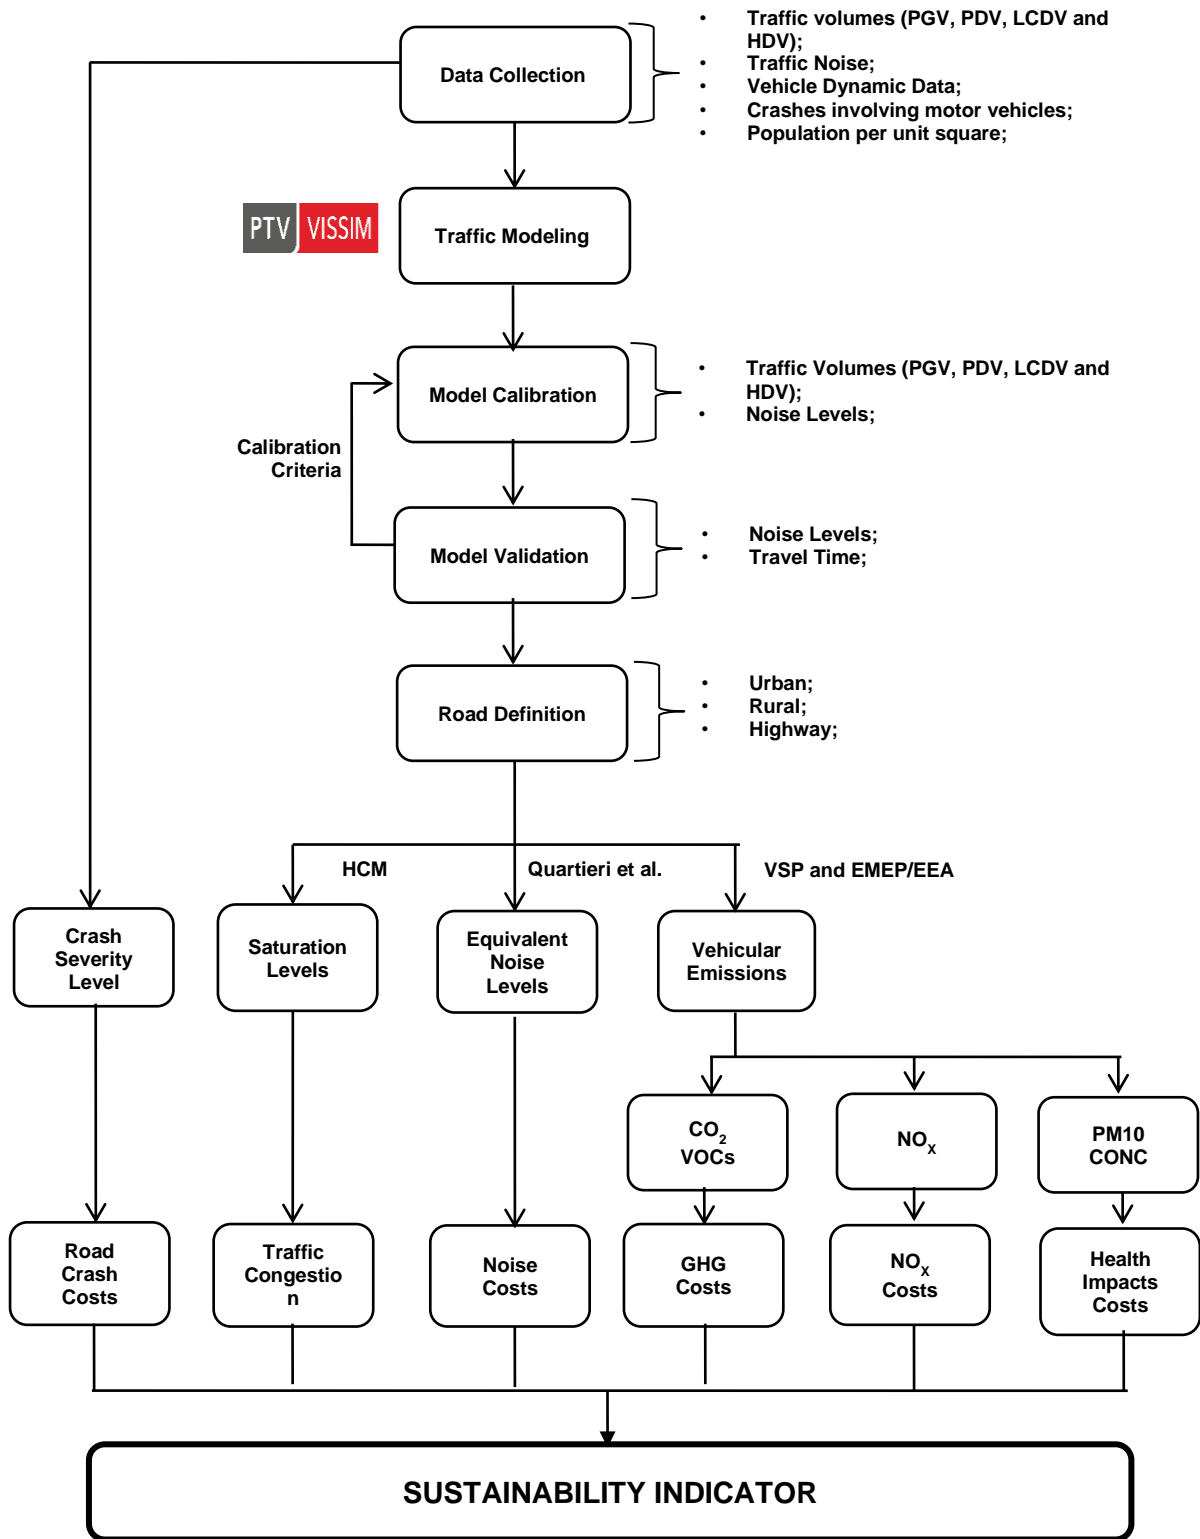 Data Collection
• Traffic volumes (PGV, PDV, LCDV and
HDV);
• Traffic Noise;
• Vehicle Dynamic Data;
• Crashes involving motor vehicles;
• Population per unit square;
PTV VISSIM
Traffic Modeling
Model Calibration
• Traffic Volumes (PGV, PDV, LCDV and
HDV);
• Noise Levels;
Calibration
Criteria
Model Validation
• Noise Levels;
• Travel Time;
Road Definition
• Urban;
• Rural;
• Highway;
HCM
Quartieri et al.
VSP and EMEP/EEA
Crash
Severity
Level
Saturation
Levels
Equivalent
Noise
Levels
Vehicular
Emissions
CO2
VOCs
NOX
PM10
CONC
Road
Crash
Costs
Traffic
Congestio
n
Noise
Costs
GHG
Costs
NOX
Costs
Health
Impacts
Costs
SUSTAINABILITY INDICATOR